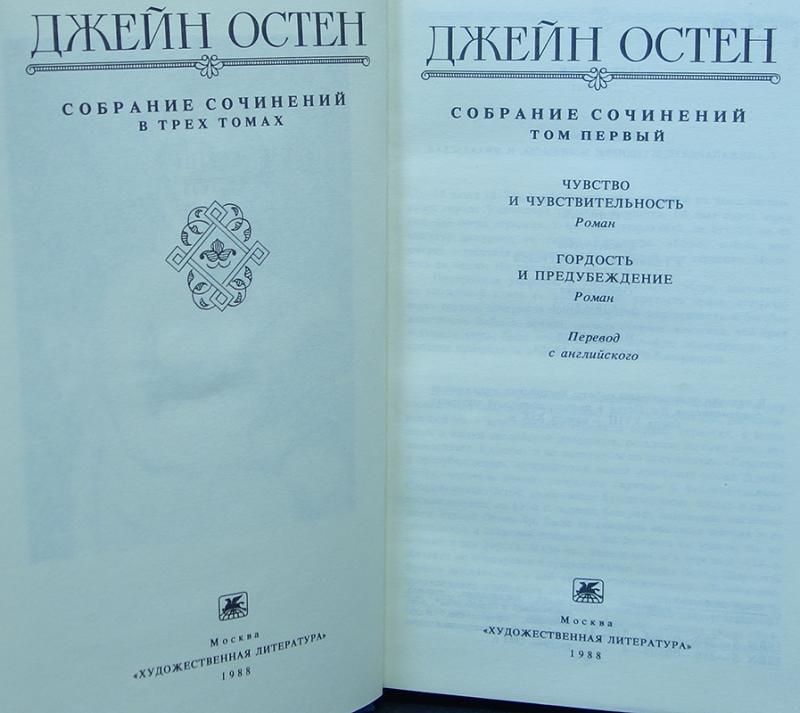 ДЖЕЙН ОСТЕН
СОБРАНИЕ СОЧИНЕНИЙ
В ТРЕХ ТОМАХ
Москва
«ХУДОЖЕСТВЕННАЯ ЛИТЕРАТУРА»
1988
ДЖЕЙН ОСТЕН
СОБРАНИЕ СОЧИНЕНИЙ
ТОМ ПЕРВЫЙ
ЧУВСТВО
И ЧУВСТВИТЕЛЬНОСТЬ
Роман
ГОРДОСТЬ
И ПРЕДУБЕЖДЕНИЕ
Роман
Перевод
с английского
Москва
«ХУДОЖЕСТВЕННАЯ ЛИТЕРАТУРА»
1988